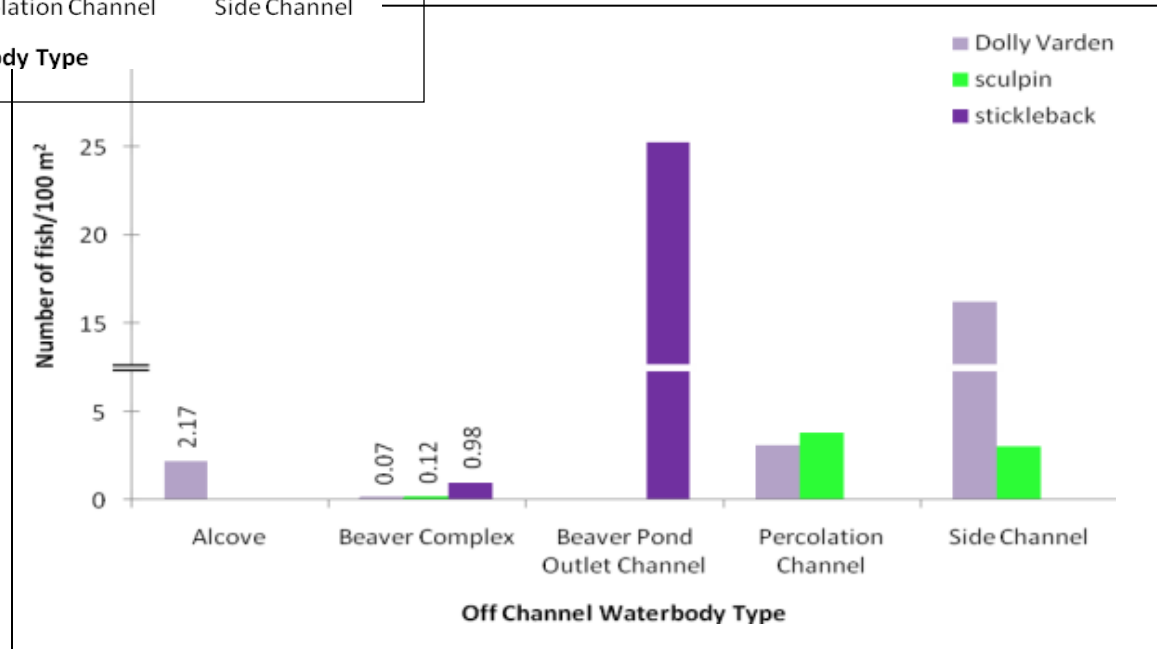 lation Channel Side Channel
dy Type
Dolly Varden
sculpin
stickleback
Number of fish/100 m²
25
20
15
5
0
2.17
0.07
0.12
0.98
Alcove
Beaver Complex
Beaver Pond
Outlet Channel
Percolation
Channel
Side Channel
Off Channel Waterbody Type